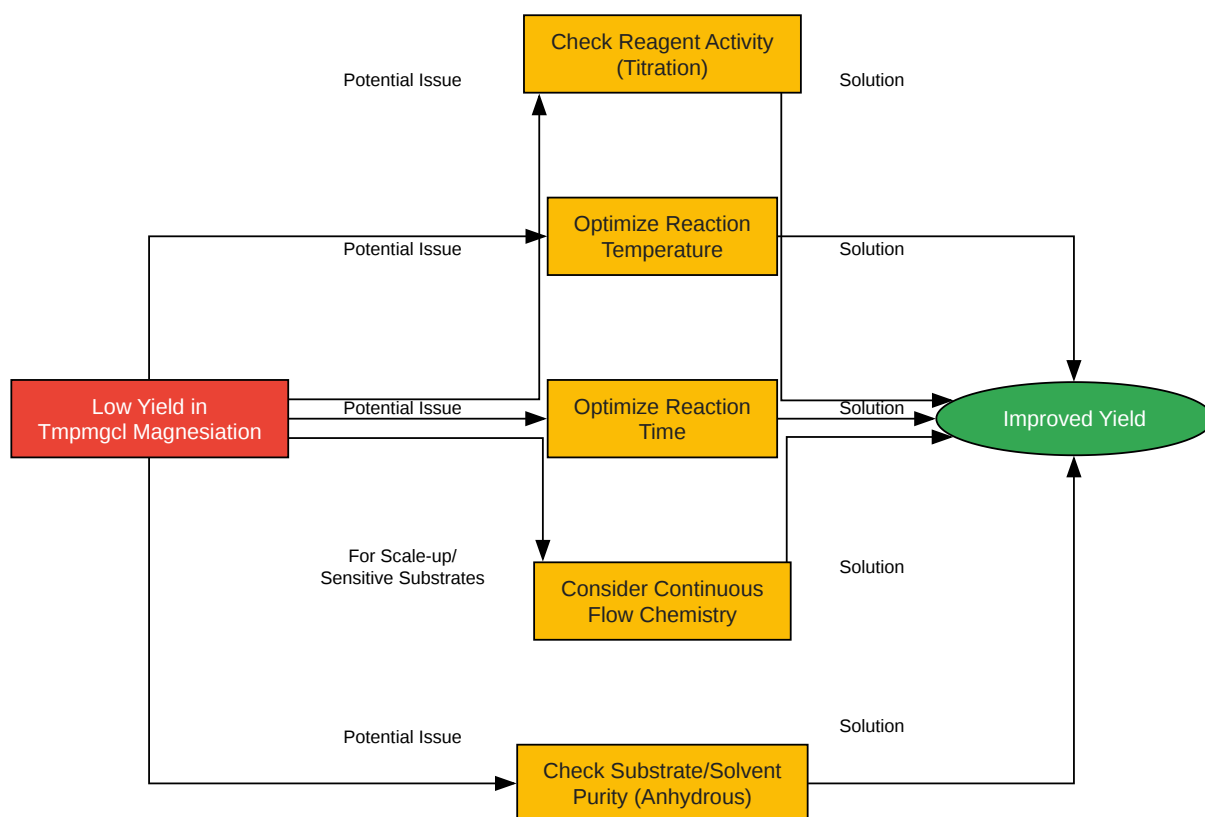 Check Reagent Activity
(Titration)
Potential Issue
Solution
Optimize Reaction
Temperature
Potential Issue
Solution
Low Yield in
Tmpmgcl Magnesiation
Potential Issue
Optimize Reaction
Time
Solution
Improved Yield
For Scale-up/
Sensitive Substrates
Consider Continuous
Flow Chemistry
Solution
Potential Issue
Solution
Check Substrate/Solvent
Purity (Anhydrous)